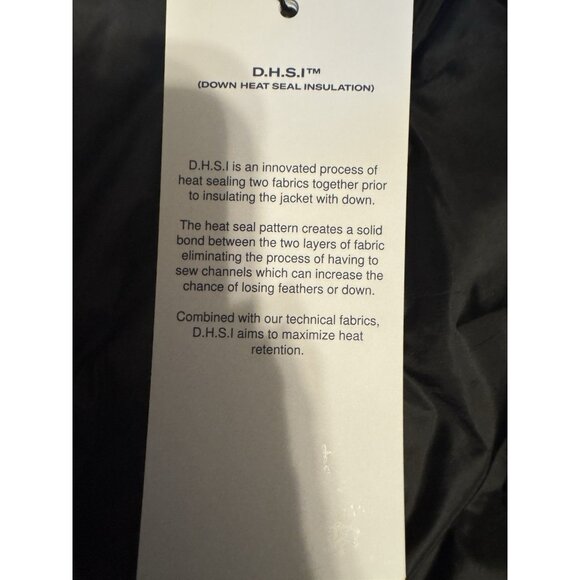 D.H.S.I™
(DOWN HEAT SEAL INSULATION)
D.H.S.I is an innovated process of
heat sealing two fabrics together prior
to insulating the jacket with down.
The heat seal pattern creates a solid
bond between the two layers of fabric
eliminating the process of having to
sew channels which can increase the
chance of losing feathers or down.
Combined with our technical fabrics,
D.H.S.I aims to maximize heat
retention.